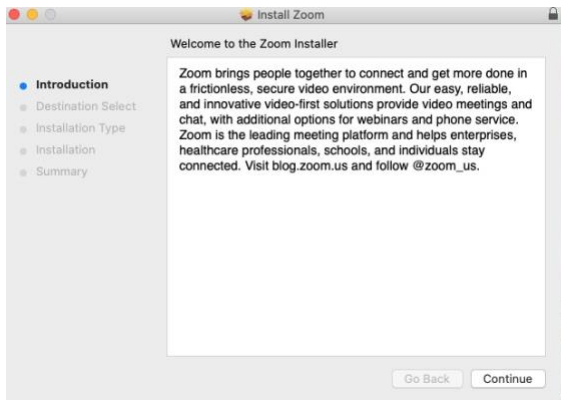 Install Zoom
Welcome to the Zoom Installer
Introduction
Destination Select
Installation Type
Installation
Summary
Zoom brings people together to connect and get more done in
a frictionless, secure video environment. Our easy, reliable,
and innovative video-first solutions provide video meetings and
chat, with additional options for webinars and phone service.
Zoom is the leading meeting platform and helps enterprises,
healthcare professionals, schools, and individuals stay
connected. Visit blog.zoom.us and follow @zoom_us.
Go Back
Continue